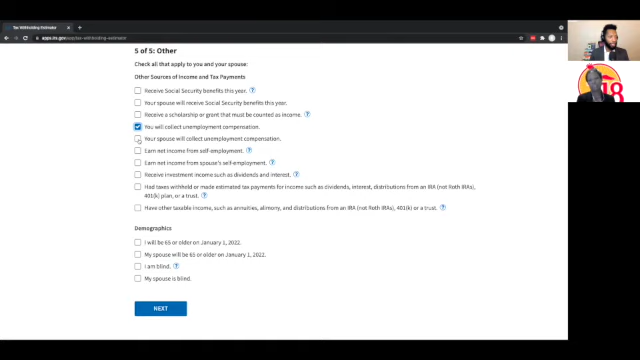 Tax Withholding Estimator
apps.irs.gov/app/tax-withholding-estimator
5 of 5: Other
Check all that apply to you and your spouse:
Other Sources of Income and Tax Payments
Receive Social Security benefits this year. ?
Your spouse will receive Social Security benefits this year.
Receive a scholarship or grant that must be counted as income. ?
You will collect unemployment compensation.
Your spouse will collect unemployment compensation.
Earn net income from self-employment. ?
Earn net income from spouse's self-employment. ?
Receive investment income such as dividends and interest. ?
Had taxes withheld or made estimated tax payments for income such as dividends, interest, distributions from an IRA (not Roth IRAs),
401(k) plan, or a trust. ?
Have other taxable income, such as annuities, alimony, and distributions from an IRA (not Roth IRAs), 401(k) or a trust. ?
Demographics
I will be 65 or older on January 1, 2022.
My spouse will be 65 or older on January 1, 2022.
I am blind. ?
My spouse is blind.
NEXT
18